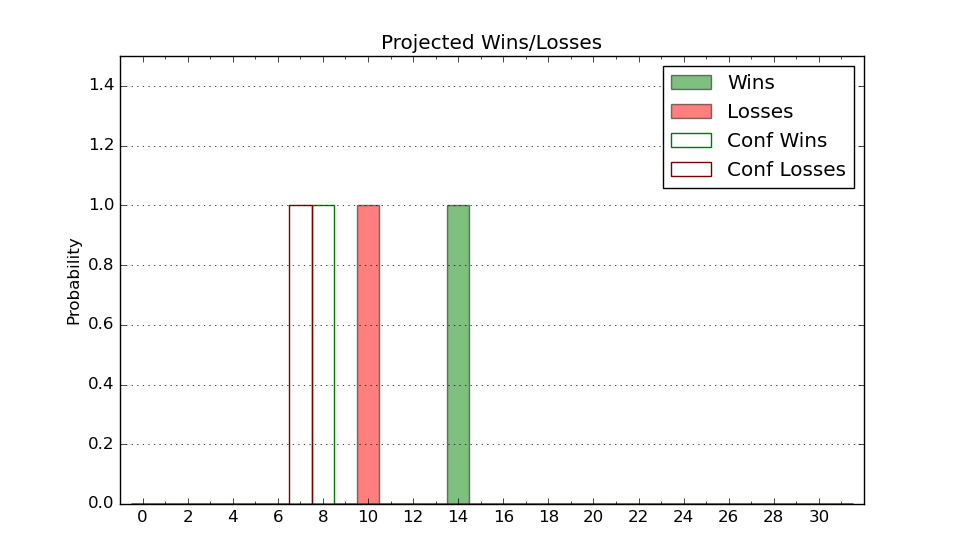 Projected Wins/Losses
Wins
Losses
Conf Wins
Conf Losses
Probability
1.4
1.2
1.0
0.8
0.6
0.4
0.2
0.0
0 2 4 6 8 10 12 14 16 18 20 22 24 26 28 30